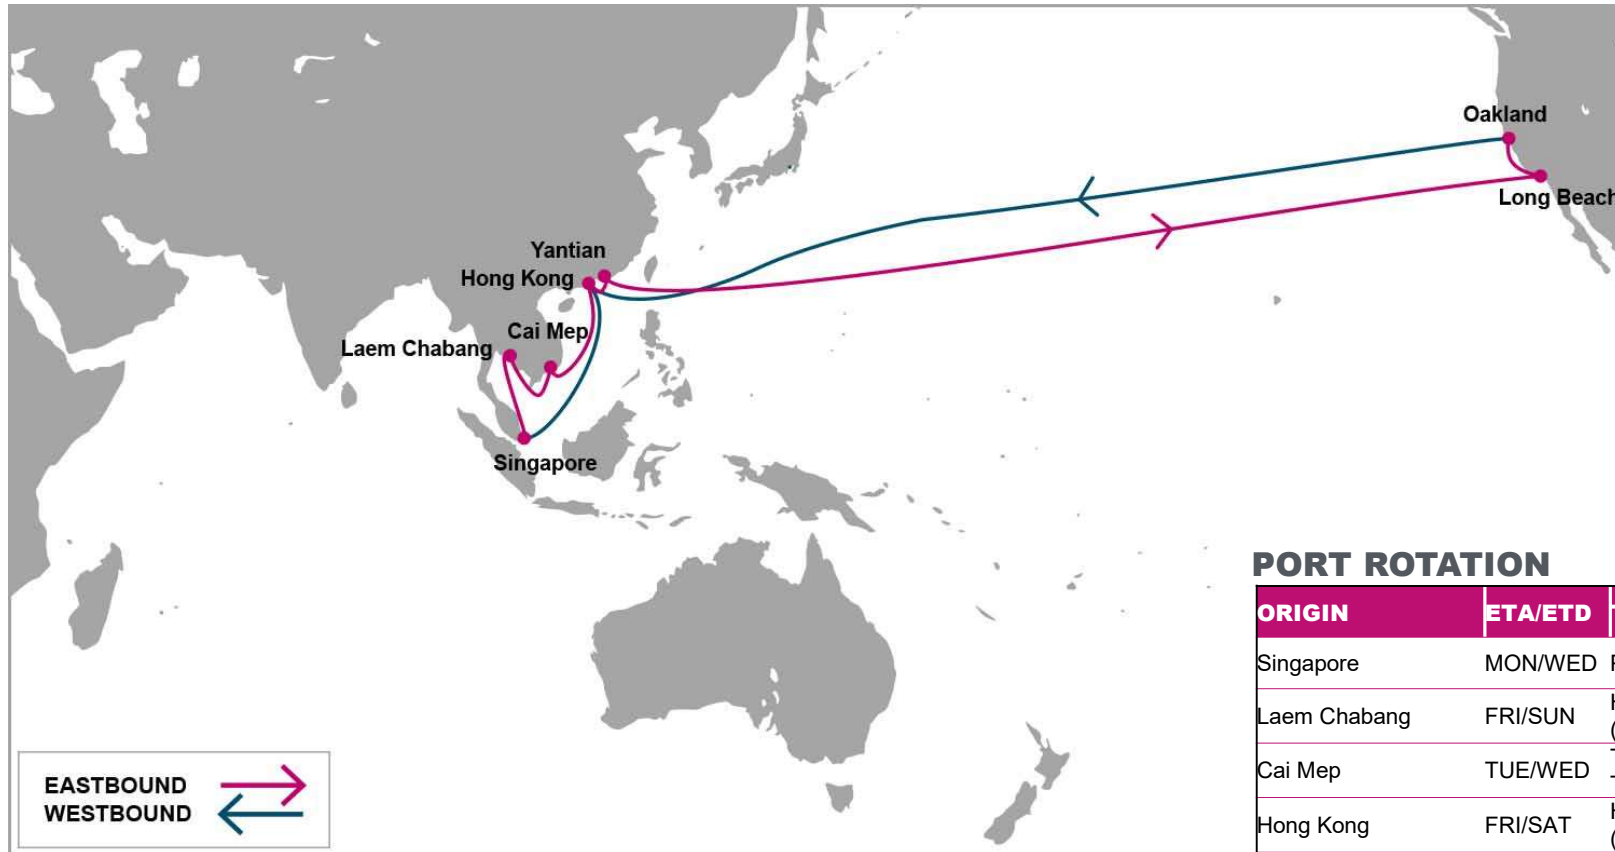 Oakland
Long Beach
Yantian
Hong Kong
Cai Mep
Laem Chabang
Singapore
PORT ROTATION
ORIGIN ETA/ETD
Singapore MON/WED
Laem Chabang FRI/SUN
Cai Mep TUE/WED
Hong Kong FRI/SAT
EASTBOUND
WESTBOUND